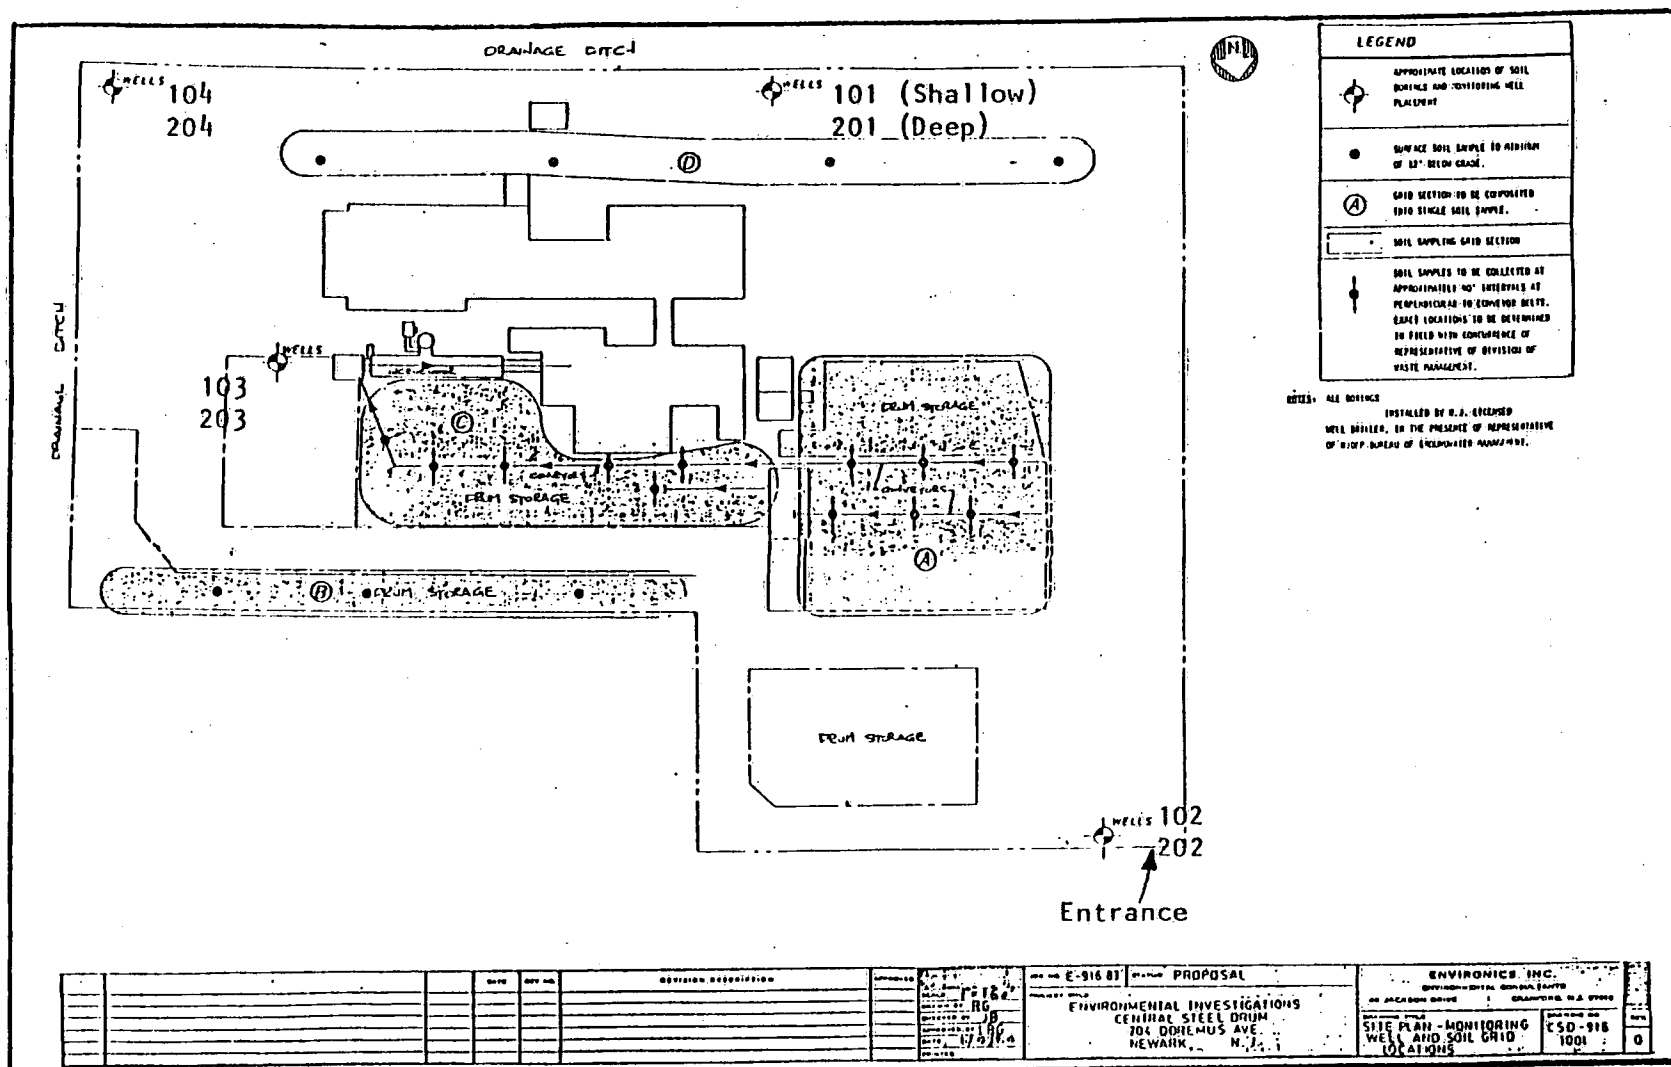 DRAINAGE DITCH
N
WELLS 104
204
WELLS 101 (Shallow)
201 (Deep)
D
DRAINAGE DITCH
WELLS
103
203
C
DRUM STORAGE
CONVEYORS
DRUM STORAGE
CONVEYORS
A
B DRUM STORAGE
DRUM STORAGE
WELLS 102
202
Entrance
LEGEND
APPROXIMATE LOCATION OF SOIL
BORINGS AND MONITORING WELL
PLACEMENT
SURFACE SOIL SAMPLE TO MINIMUM
OF 12" BELOW GRADE.
A
GRID SECTION TO BE COMPOSITED
INTO SINGLE SOIL SAMPLE.
SOIL SAMPLING GRID SECTION
SOIL SAMPLES TO BE COLLECTED AT
APPROXIMATELY 40' INTERVALS AT
PERPENDICULAR TO CONVEYOR BELTS.
EXACT LOCATIONS TO BE DETERMINED
IN FIELD WITH CONCURRENCE OF
REPRESENTATIVE OF DIVISION OF
WASTE MANAGEMENT.
NOTES: ALL BORINGS
INSTALLED BY N.J. LICENSED
WELL DRILLER, IN THE PRESENCE OF REPRESENTATIVE
OF NJDEP BUREAU OF GROUNDWATER MANAGEMENT.
DATE
REVISION DESCRIPTION
APPROVED
RG
JB
E-916 83
PROPOSAL
ENVIRONMENTAL INVESTIGATIONS
CENTRAL STEEL DRUM
704 DOREMUS AVE.
NEWARK, N.J.
ENVIRONICS, INC.
ENVIRONMENTAL CONSULTANTS
JACKSON DRIVE CRANFORD, N.J.
SITE PLAN - MONITORING
WELL AND SOIL GRID
LOCATIONS
CSD-916
1001
0